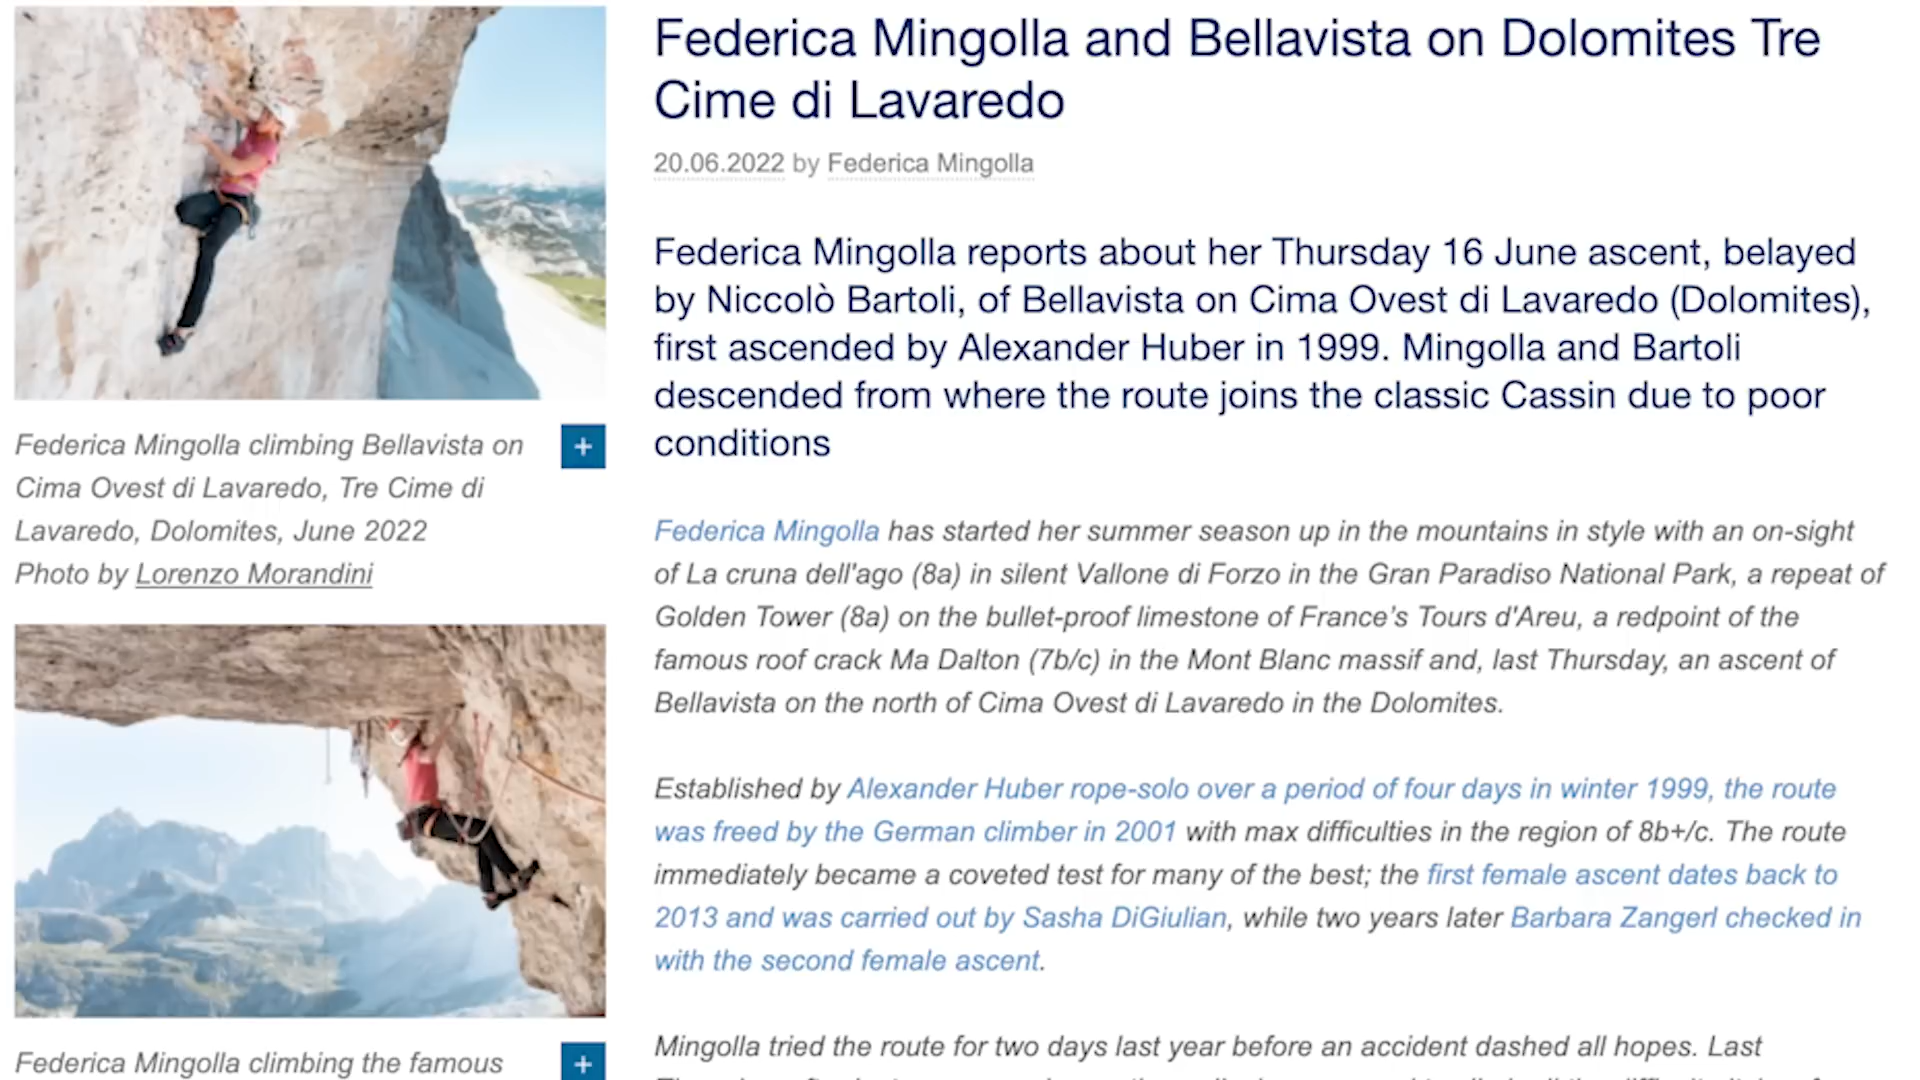 Federica Mingolla and Bellavista on Dolomites Tre
Cime di Lavaredo
20.06.2022 by Federica Mingolla
Federica Mingolla reports about her Thursday 16 June ascent, belayed
by Niccolò Bartoli, of Bellavista on Cima Ovest di Lavaredo (Dolomites),
first ascended by Alexander Huber in 1999. Mingolla and Bartoli
descended from where the route joins the classic Cassin due to poor
conditions
Federica Mingolla has started her summer season up in the mountains in style with an on-sight
of La cruna dell'ago (8a) in silent Vallone di Forzo in the Gran Paradiso National Park, a repeat of
Golden Tower (8a) on the bullet-proof limestone of France’s Tours d'Areu, a redpoint of the
famous roof crack Ma Dalton (7b/c) in the Mont Blanc massif and, last Thursday, an ascent of
Bellavista on the north of Cima Ovest di Lavaredo in the Dolomites.
Established by Alexander Huber rope-solo over a period of four days in winter 1999, the route
was freed by the German climber in 2001 with max difficulties in the region of 8b+/c. The route
immediately became a coveted test for many of the best; the first female ascent dates back to
2013 and was carried out by Sasha DiGiulian, while two years later Barbara Zangerl checked in
with the second female ascent.
Mingolla tried the route for two days last year before an accident dashed all hopes. Last
Federica Mingolla climbing Bellavista on
Cima Ovest di Lavaredo, Tre Cime di
Lavaredo, Dolomites, June 2022
Photo by Lorenzo Morandini
+
Federica Mingolla climbing the famous
+